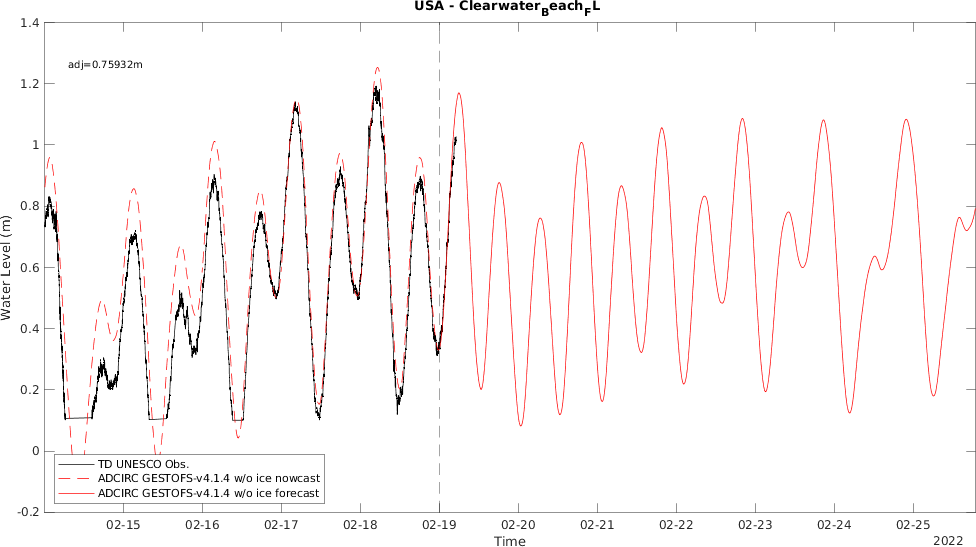 USA - Clearwater_Beach_FL
1.4
1.2
1
0.8
0.6
0.4
0.2
0
-0.2
Water Level (m)
adj=0.75932m
TD UNESCO Obs.
ADCIRC GESTOFS-v4.1.4 w/o ice nowcast
ADCIRC GESTOFS-v4.1.4 w/o ice forecast
02-15 02-16 02-17 02-18 02-19 02-20 02-21 02-22 02-23 02-24 02-25
Time
2022